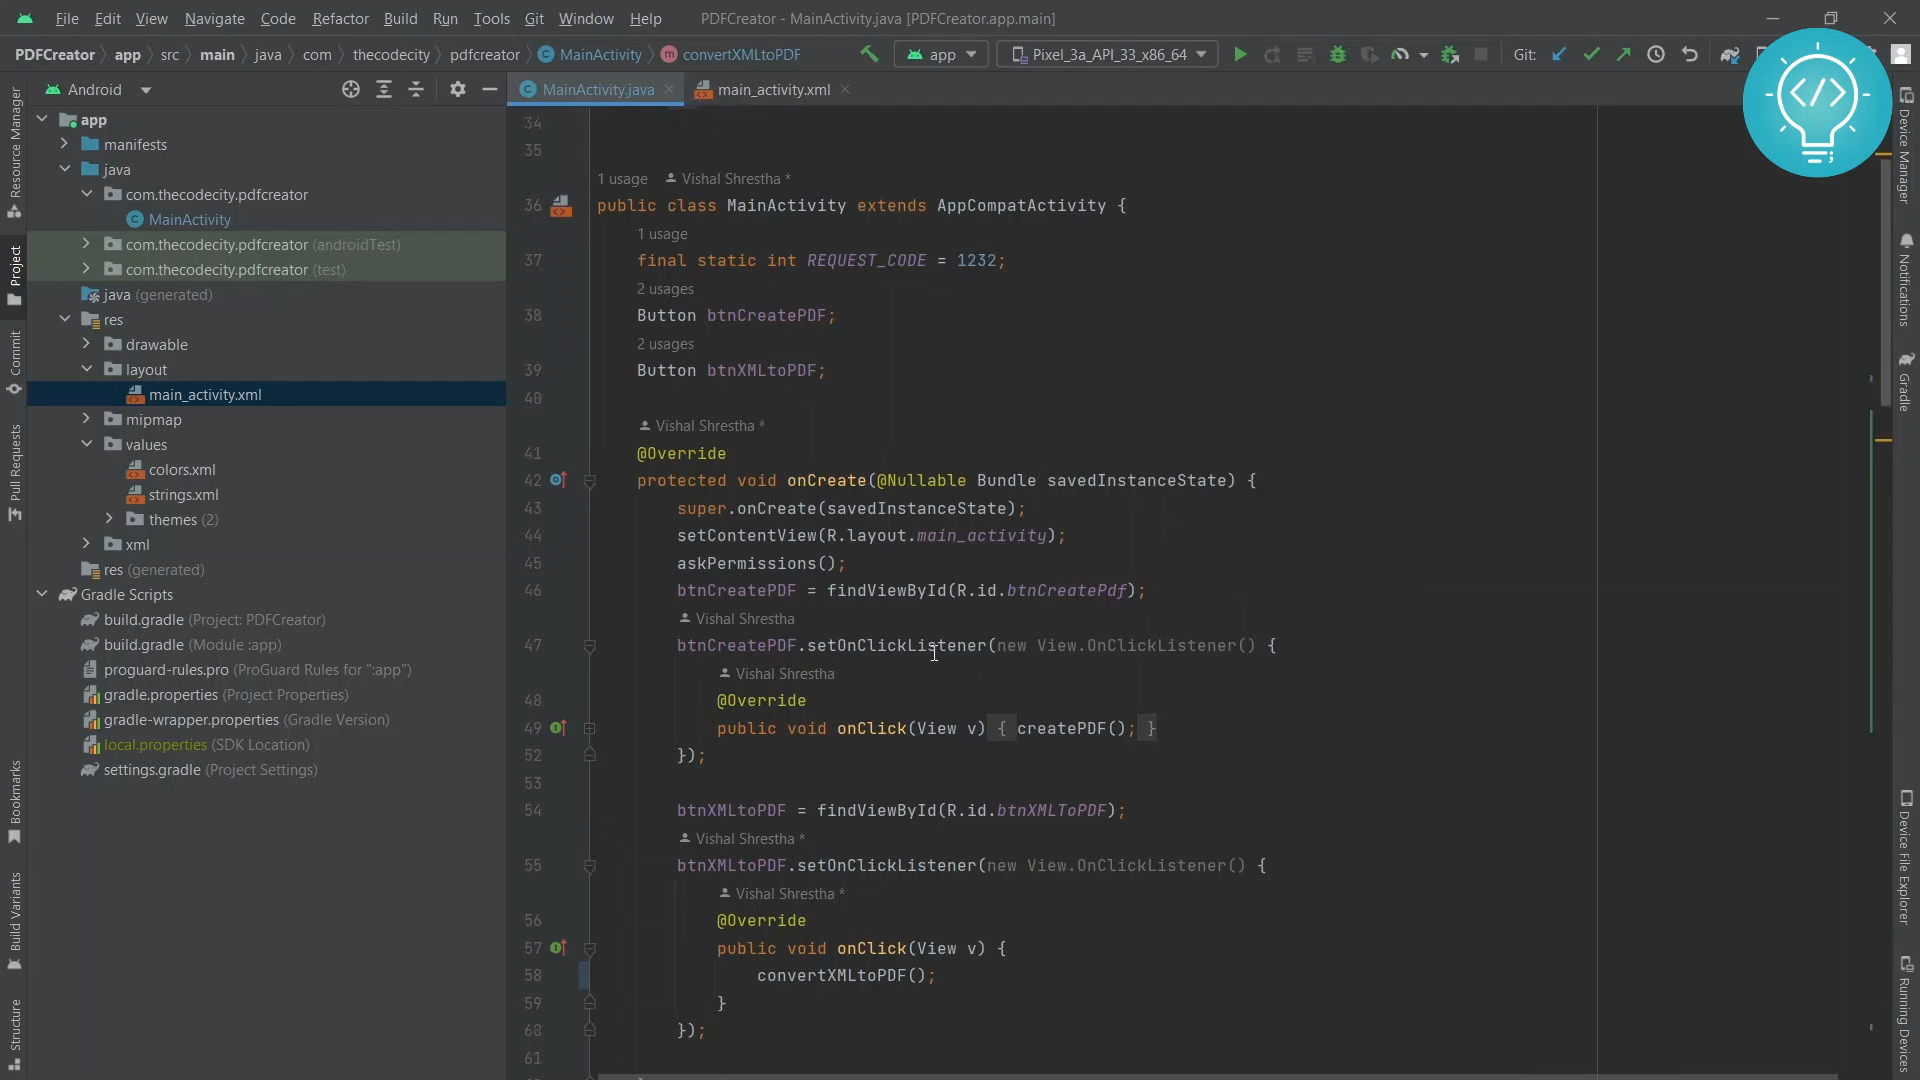 File Edit View Navigate Code Refactor Build Run Tools Git Window Help PDFCreator - MainActivity.java [PDFCreator.app.main]
PDFCreator app src main java com thecodecity pdfcreator MainActivity convertXMLtoPDF app Pixel_3a_API_33_x86_64 Git:
Android
MainActivity.java main_activity.xml
Resource Manager
Project
Commit
Pull Requests
Bookmarks
Build Variants
Structure
app
manifests
java
com.thecodecity.pdfcreator
MainActivity
com.thecodecity.pdfcreator (androidTest)
com.thecodecity.pdfcreator (test)
java (generated)
res
drawable
layout
main_activity.xml
mipmap
values
colors.xml
strings.xml
themes (2)
xml
res (generated)
Gradle Scripts
build.gradle (Project: PDFCreator)
build.gradle (Module :app)
proguard-rules.pro (ProGuard Rules for ":app")
gradle.properties (Project Properties)
gradle-wrapper.properties (Gradle Version)
local.properties (SDK Location)
settings.gradle (Project Settings)
34
35
1 usage Vishal Shrestha *
36 public class MainActivity extends AppCompatActivity {
1 usage
37 final static int REQUEST_CODE = 1232;
2 usages
38 Button btnCreatePDF;
2 usages
39 Button btnXMLtoPDF;
40
Vishal Shrestha *
41 @Override
42 protected void onCreate(@Nullable Bundle savedInstanceState) {
43 super.onCreate(savedInstanceState);
44 setContentView(R.layout.main_activity);
45 askPermissions();
46 btnCreatePDF = findViewById(R.id.btnCreatePdf);
Vishal Shrestha
47 btnCreatePDF.setOnClickListener(new View.OnClickListener() {
Vishal Shrestha
48 @Override
49 public void onClick(View v) { createPDF(); }
52 });
53
54 btnXMLtoPDF = findViewById(R.id.btnXMLToPDF);
Vishal Shrestha *
55 btnXMLtoPDF.setOnClickListener(new View.OnClickListener() {
Vishal Shrestha *
56 @Override
57 public void onClick(View v) {
58 convertXMLtoPDF();
59 }
60 });
61
</> 
Device Manager
Notifications
Gradle
Device File Explorer
Running Devices